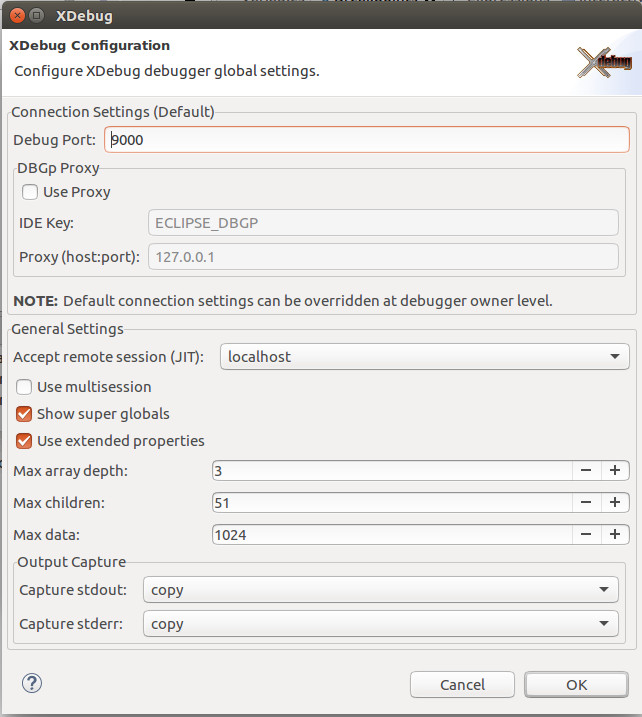 XDebug
XDebug Configuration
Configure XDebug debugger global settings.
Xdebug
Connection Settings (Default)
Debug Port: 9000
DBGp Proxy
Use Proxy
IDE Key: ECLIPSE_DBGP
Proxy (host:port): 127.0.0.1
NOTE: Default connection settings can be overridden at debugger owner level.
General Settings
Accept remote session (JIT): localhost
Use multisession
Show super globals
Use extended properties
Max array depth: 3
Max children: 51
Max data: 1024
Output Capture
Capture stdout: copy
Capture stderr: copy
? Cancel OK